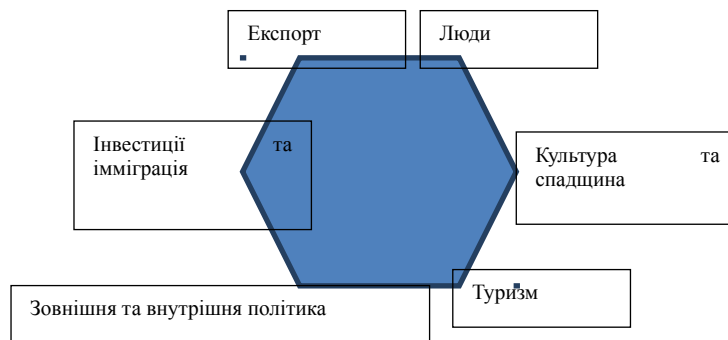 Експорт
Люди
Інвестиції та
імміграція
Культура та
спадщина
Туризм
Зовнішня та внутрішня політика